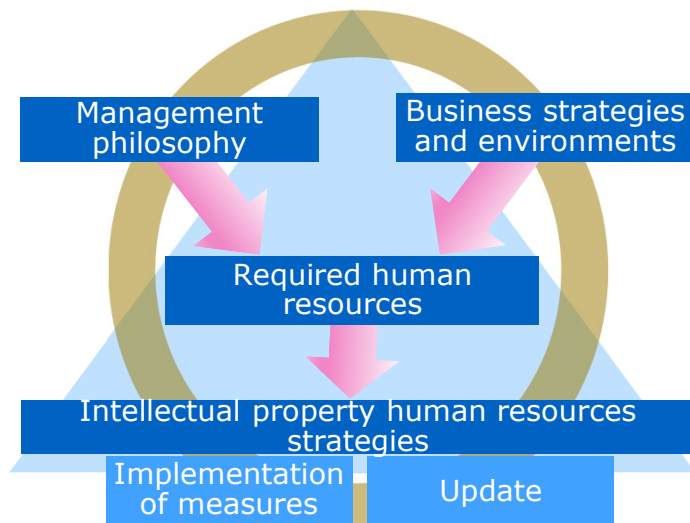 Management
philosophy
Business strategies
and environments
Required human
resources
Intellectual property human resources
strategies
Implementation
of measures
Update